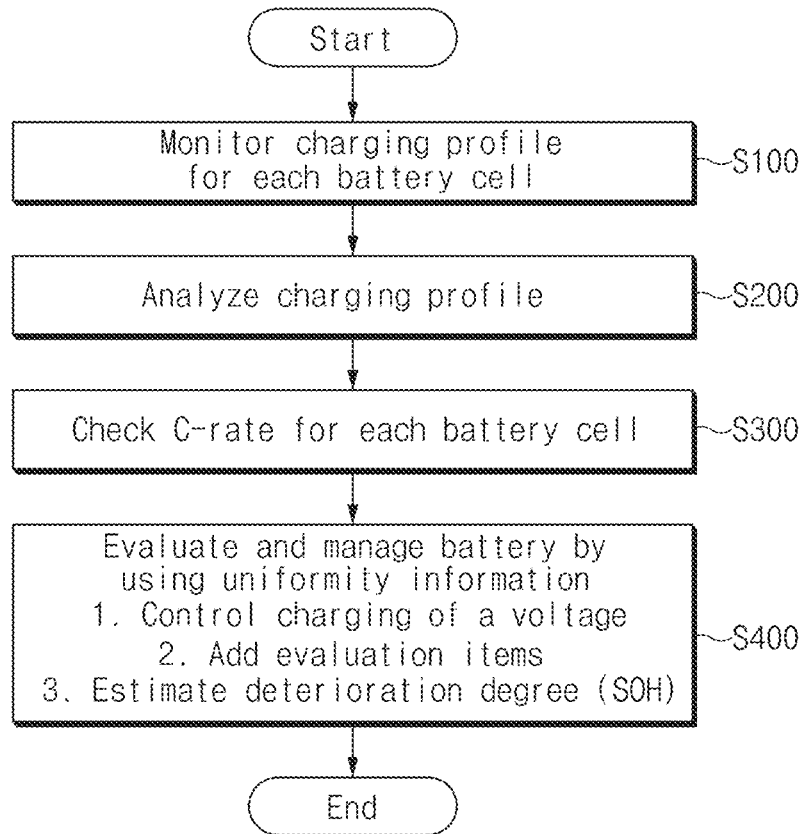 Start
Monitor charging profile
for each battery cell
S100
Analyze charging profile
S200
Check C-rate for each battery cell
S300
Evaluate and manage battery by
using uniformity information
1. Control charging of a voltage
2. Add evaluation items
3. Estimate deterioration degree (SOH)
S400
End